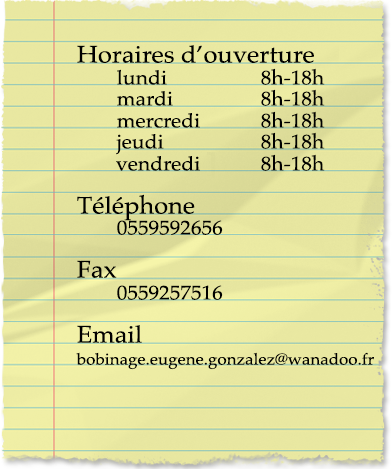 Horaires d’ouverture
lundi 8h-18h
mardi 8h-18h
mercredi 8h-18h
jeudi 8h-18h
vendredi 8h-18h
Téléphone
0559592656
Fax
0559257516
Email
bobinage.eugene.gonzalez@wanadoo.fr